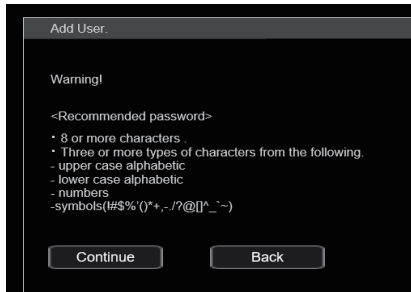 Add User.
Warning!
<Recommended password>
・8 or more characters .
・Three or more types of characters from the following.
- upper case alphabetic
- lower case alphabetic
- numbers
-symbols(!#$%'()*+,-./?@[]^_`~)
Continue
Back